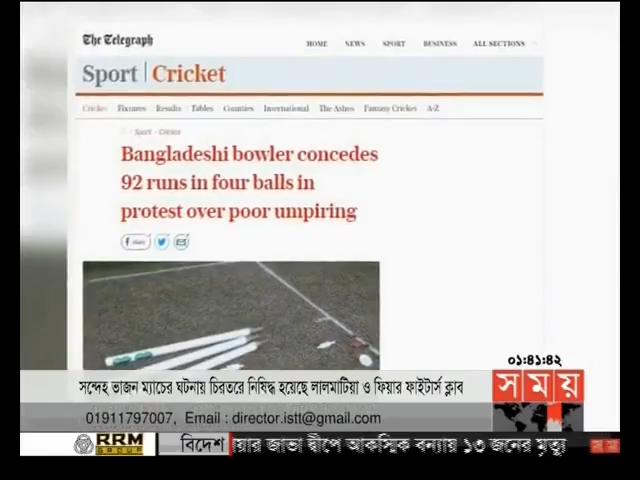 The Telegraph
HOME NEWS SPORT BUSINESS ALL SECTIONS
Sport | Cricket
Cricket Fixtures Results Tables Counties International The Ashes Fantasy Cricket A-Z
Sport Cricket
Bangladeshi bowler concedes
92 runs in four balls in
protest over poor umpiring
০১:৪১:৪২
সন্দেহ ভাজন ম্যাচের ঘটনায় চিরতরে নিষিদ্ধ হয়েছে লালমাটিয়া ও ফিয়ার ফাইটার্স ক্লাব
সময়
01911797007, Email : director.istt@gmail.com
RRM
GROUP
বিদেশ
য়ার জাভা দ্বীপে আকস্মিক বন্যায় ১৩ জনের মৃত্যু
সময়